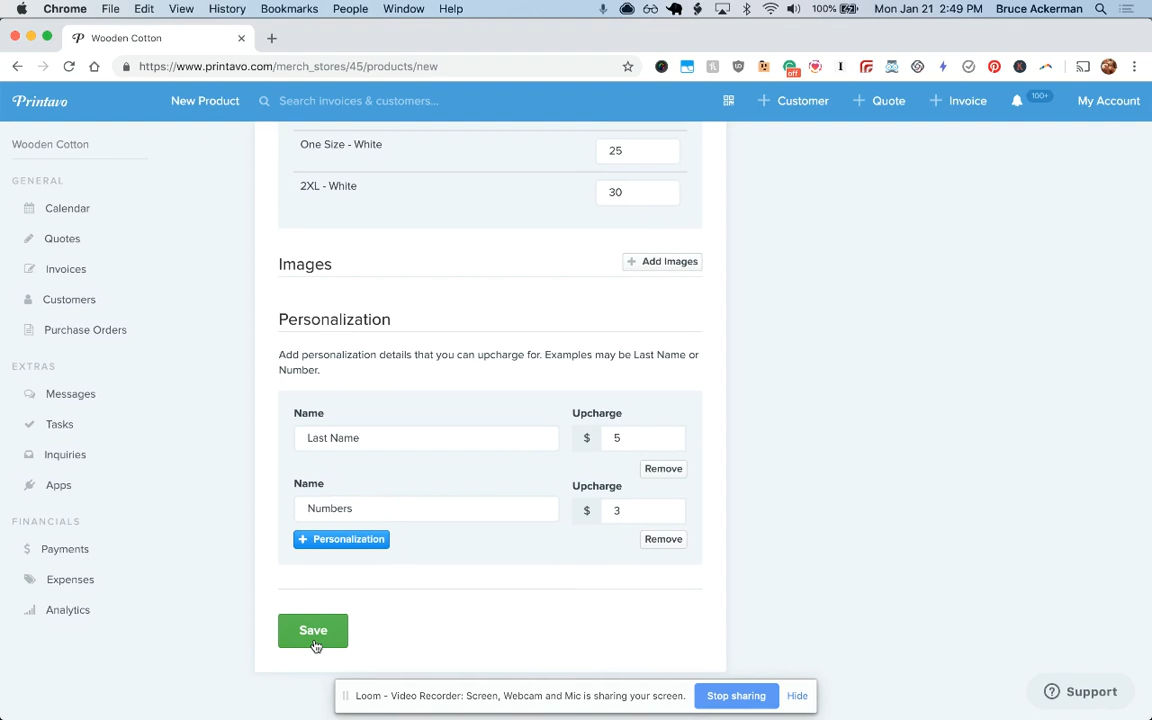 Chrome File Edit View History Bookmarks People Window Help 100% Mon Jan 21 2:49 PM Bruce Ackerman
Wooden Cotton
https://www.printavo.com/merch_stores/45/products/new
off
Printavo New Product Search invoices & customers... Customer Quote Invoice 100+ My Account
Wooden Cotton
GENERAL
Calendar
Quotes
Invoices
Customers
Purchase Orders
EXTRAS
Messages
Tasks
Inquiries
Apps
FINANCIALS
$ Payments
Expenses
Analytics
One Size - White 25
2XL - White 30
Images + Add Images
Personalization
Add personalization details that you can upcharge for. Examples may be Last Name or
Number.
Name Upcharge
Last Name $ 5
Remove
Name Upcharge
Numbers $ 3
+ Personalization Remove
Save
Loom - Video Recorder: Screen, Webcam and Mic is sharing your screen. Stop sharing Hide
Support